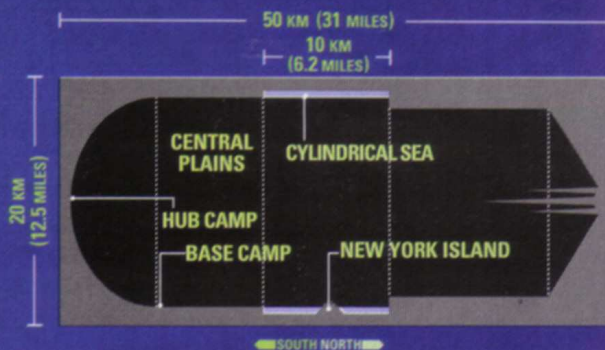 50 KM (31 MILES)
10 KM
(6.2 MILES)
20 KM
(12.5 MILES)
CENTRAL
PLAINS
CYLINDRICAL SEA
HUB CAMP
BASE CAMP
NEW YORK ISLAND
SOUTH NORTH